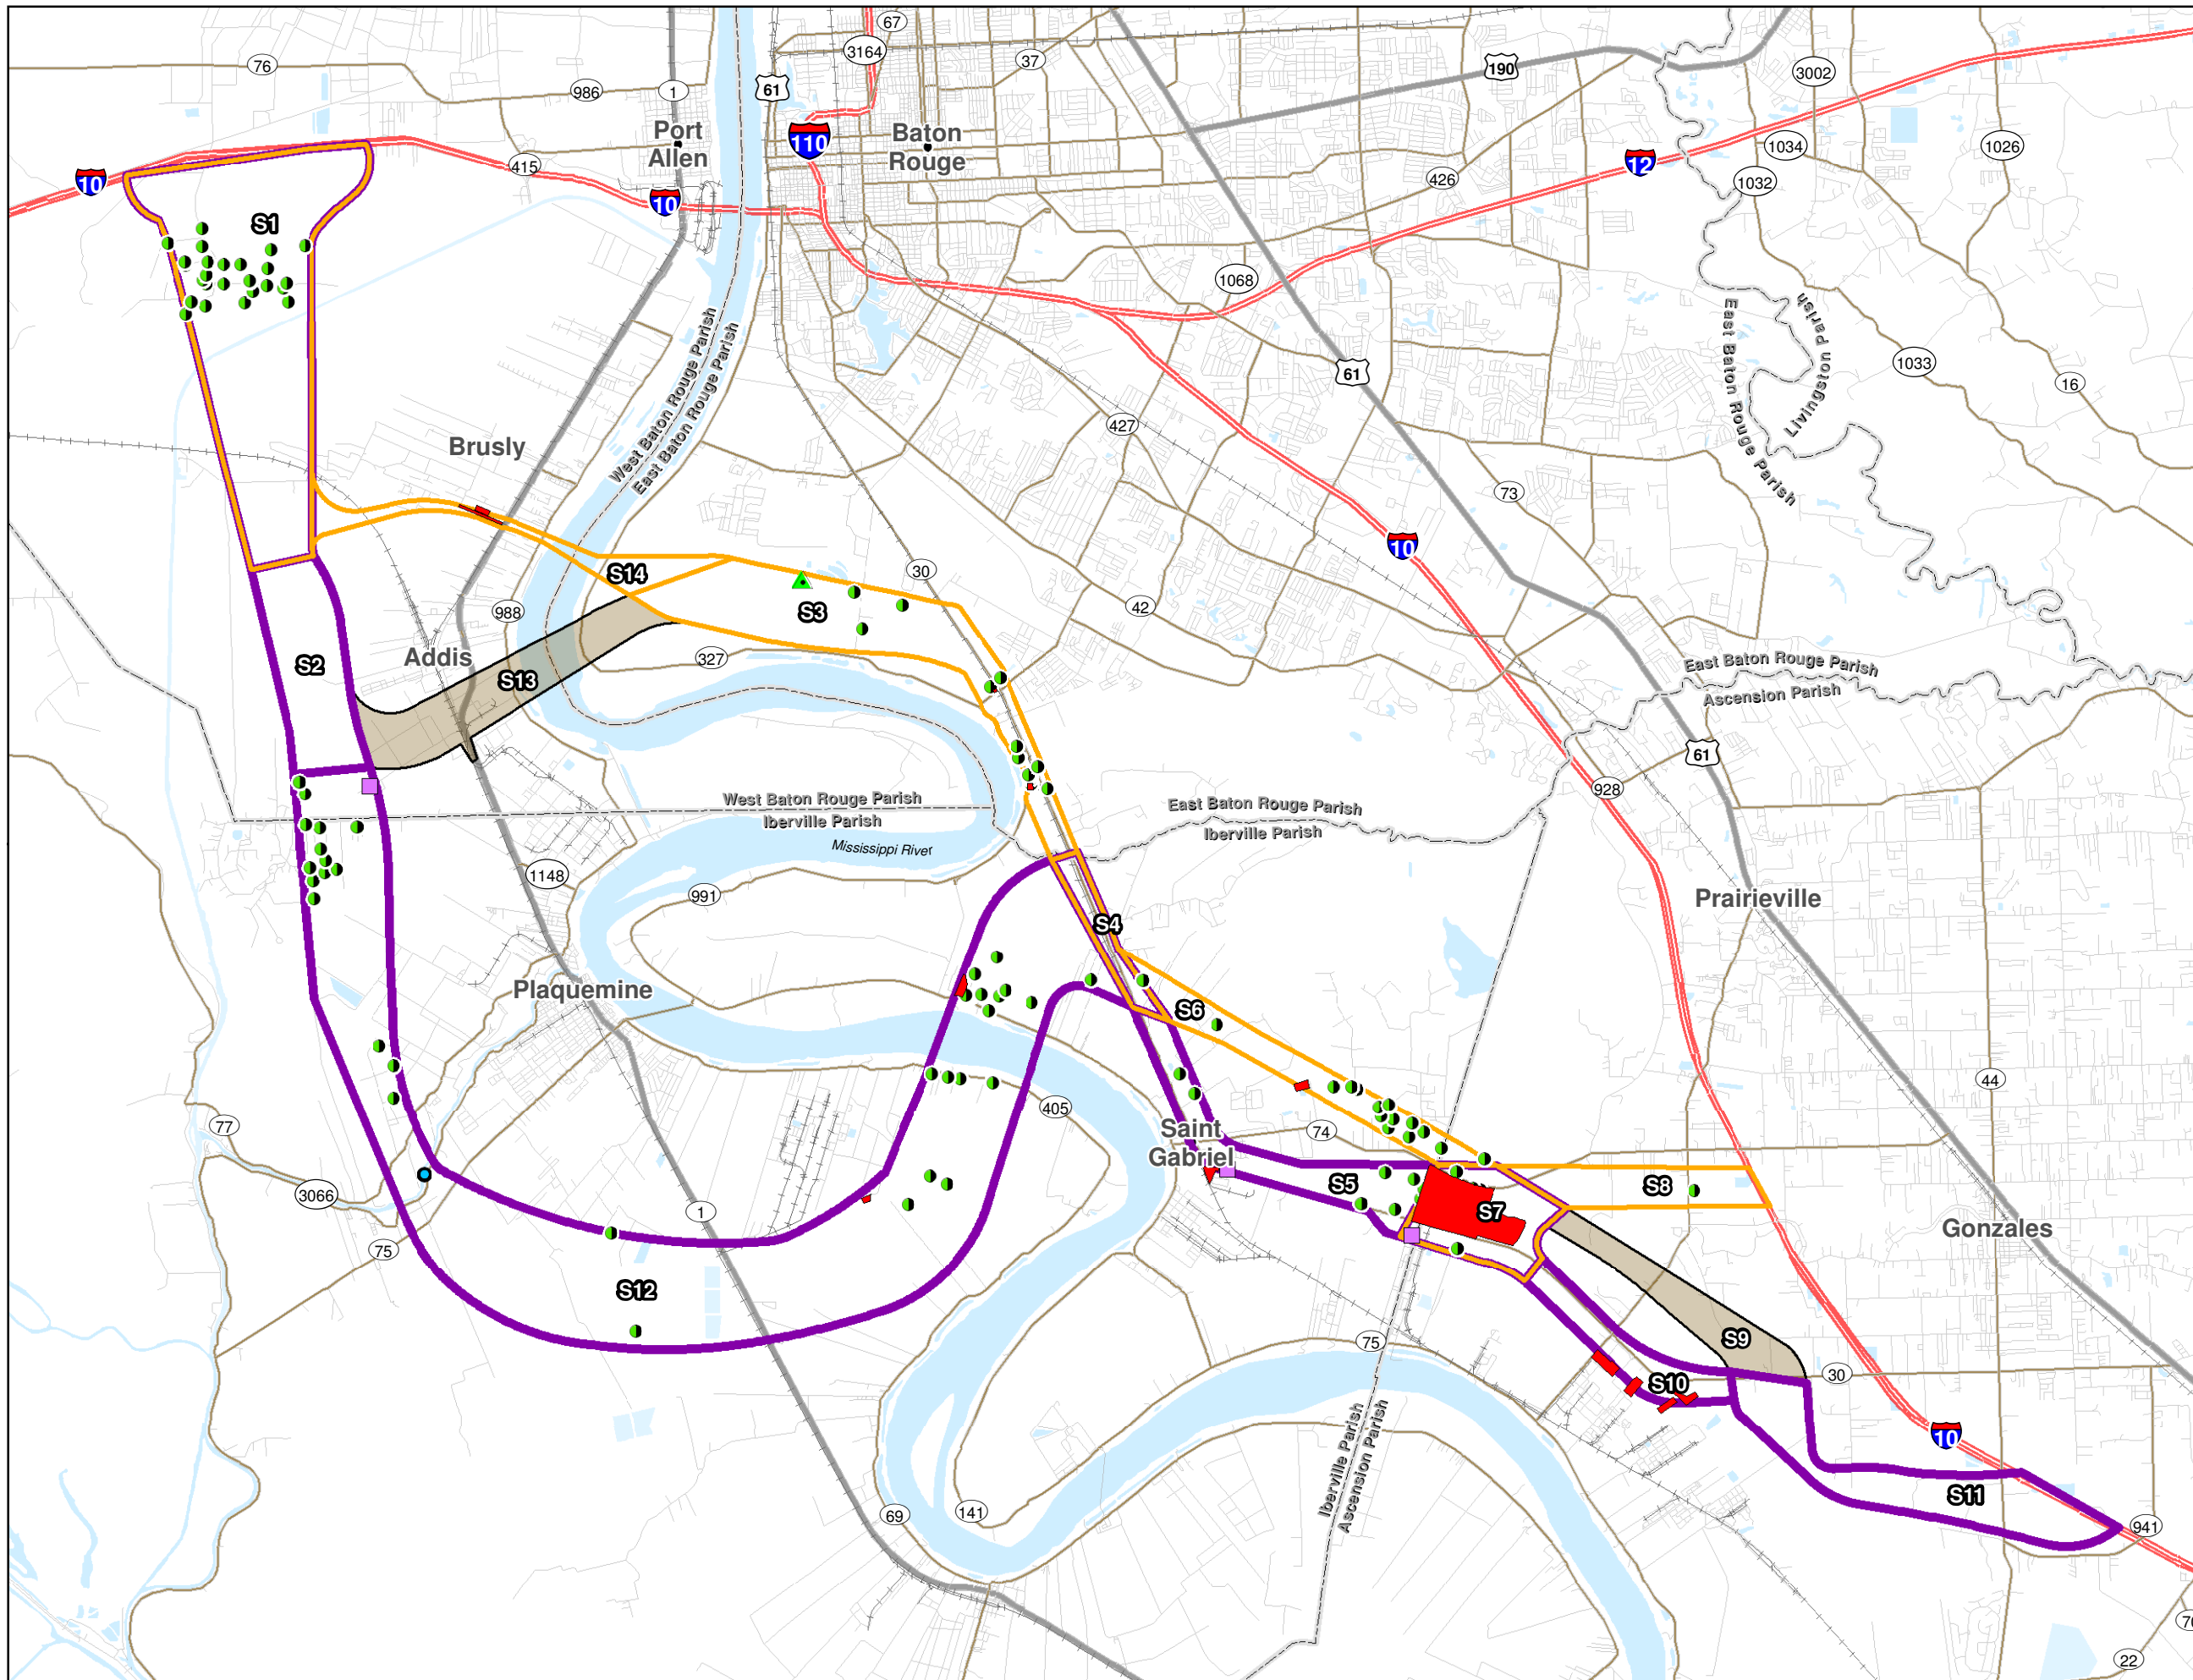 67
76
3164
37
190
3002
986
1
61
110
Port
Allen
Baton
Rouge
1034
1026
415
10
10
12
426
1032
S1
1068
East Baton Rouge Parish
Livingston Parish
West Baton Rouge Parish
East Baton Rouge Parish
61
1033
16
427
Brusly
73
10
30
S14
S3
988
42
S2
Addis
327
S13
East Baton Rouge Parish
Ascension Parish
61
928
West Baton Rouge Parish
Iberville Parish
East Baton Rouge Parish
Iberville Parish
Mississippi River
1148
991
Prairieville
S4
Plaquemine
S6
44
77
405
Saint
Gabriel
74
3066
S5
S8
1
S7
75
Gonzales
S12
75
S9
30
S10
10
Iberville Parish
Ascension Parish
S11
69
141
941
22